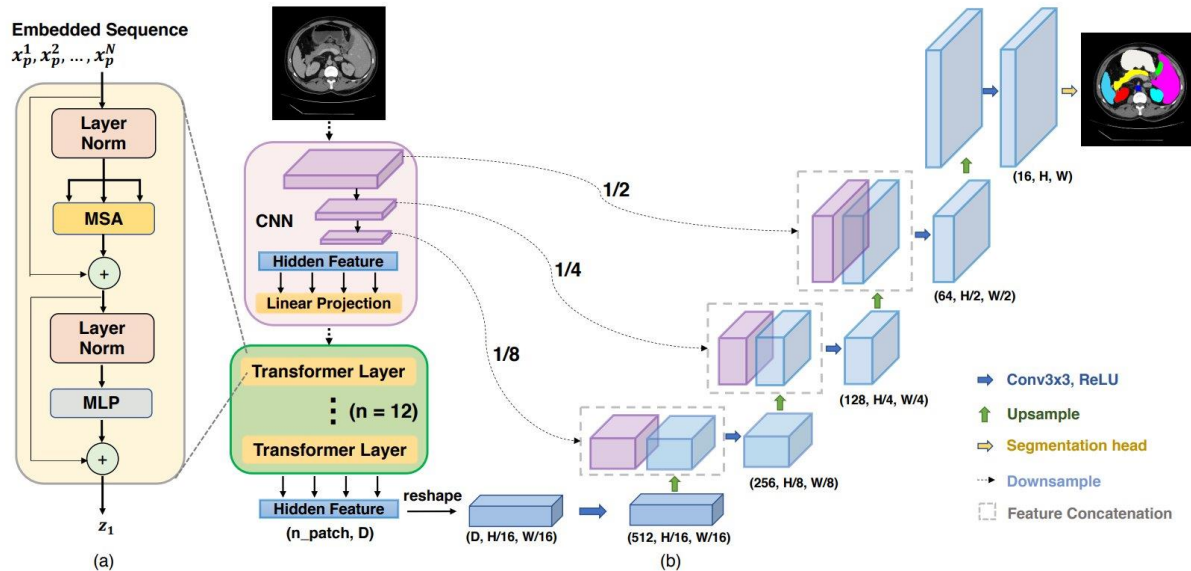 Embedded Sequence
x_p^1, x_p^2, ..., x_p^N
Layer
Norm
MSA
+
Layer
Norm
MLP
+
z_1
(a)
CNN
Hidden Feature
Linear Projection
Transformer Layer
(n = 12)
Transformer Layer
Hidden Feature
(n_patch, D)
reshape
(D, H/16, W/16)
(512, H/16, W/16)
(b)
1/2
1/4
1/8
(256, H/8, W/8)
(128, H/4, W/4)
(64, H/2, W/2)
(16, H, W)
Conv3x3, ReLU
Upsample
Segmentation head
Downsample
Feature Concatenation